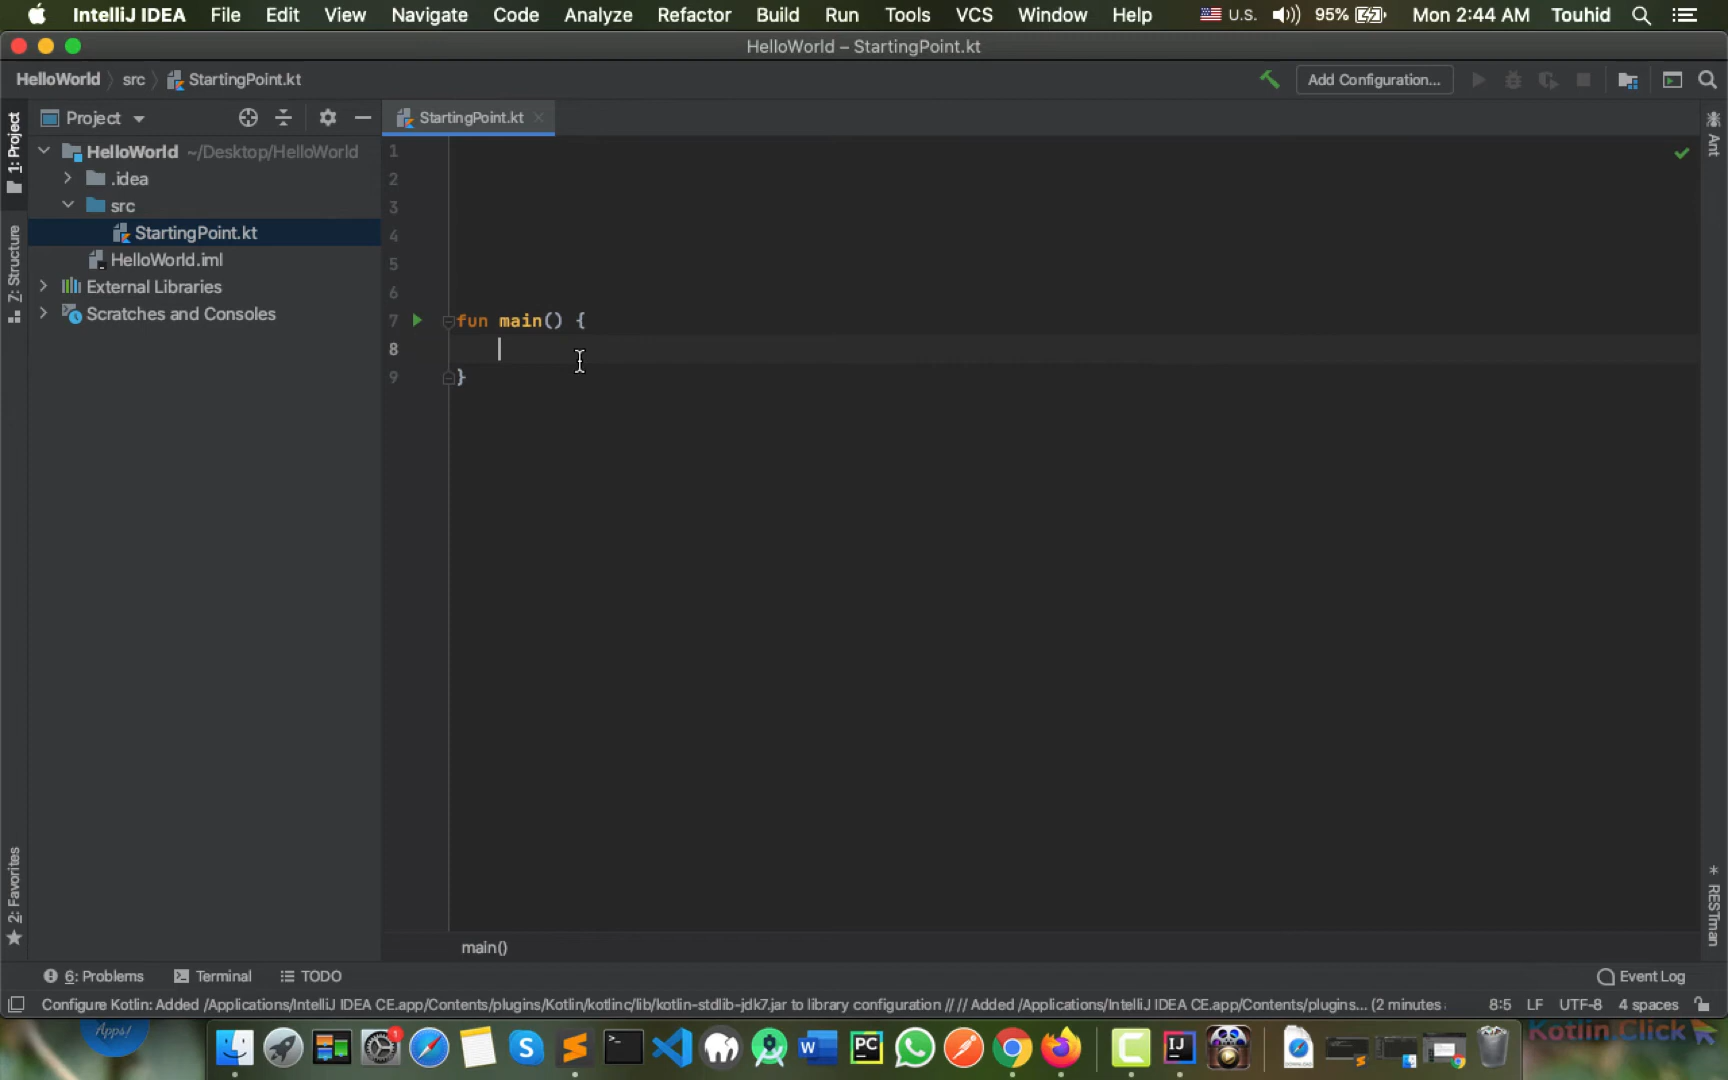 IntelliJ IDEA File Edit View Navigate Code Analyze Refactor Build Run Tools VCS Window Help U.S. 95% Mon 2:44 AM Touhid
HelloWorld – StartingPoint.kt
HelloWorld src StartingPoint.kt Add Configuration...
Project StartingPoint.kt
1: Project
Z: Structure
2: Favorites
HelloWorld ~/Desktop/HelloWorld
.idea
src
StartingPoint.kt
HelloWorld.iml
External Libraries
Scratches and Consoles
1
2
3
4
5
6
7 fun main() {
8
9 }
Ant
RESTman
main()
6: Problems Terminal TODO Event Log
Configure Kotlin: Added /Applications/IntelliJ IDEA CE.app/Contents/plugins/Kotlin/kotlinc/lib/kotlin-stdlib-jdk7.jar to library configuration // // Added /Applications/IntelliJ IDEA CE.app/Contents/plugins... (2 minutes 8:5 LF UTF-8 4 spaces
Apps!
1
W
PC
IJ
DOWNLOAD
Kotlin.Click